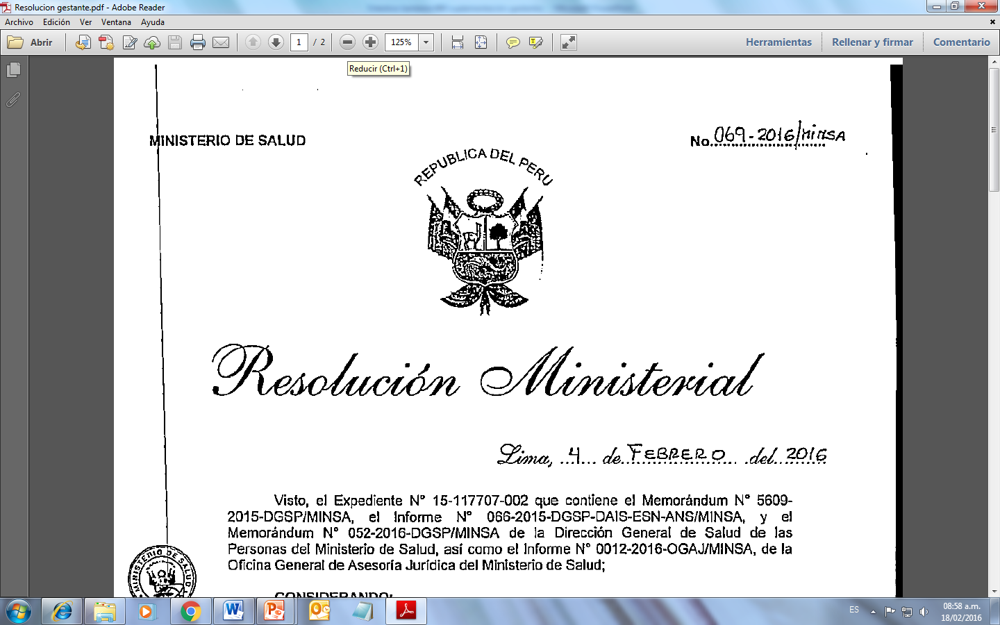 Resolucion gestante.pdf - Adobe Reader
Archivo Edición Ver Ventana Ayuda
Abrir
1 / 2
125%
Herramientas
Rellenar y firmar
Comentario
Reducir (Ctrl+1)
MINISTERIO DE SALUD
No. 069-2016/MINSA
REPUBLICA DEL PERU
Resolución Ministerial
Lima, 4 de FEBRERO del 2016
Visto, el Expediente N° 15-117707-002 que contiene el Memorándum N° 5609-
2015-DGSP/MINSA, el Informe N° 066-2015-DGSP-DAIS-ESN-ANS/MINSA, y el
Memorándum N° 052-2016-DGSP/MINSA de la Dirección General de Salud de las
Personas del Ministerio de Salud, así como el Informe N° 0012-2016-OGAJ/MINSA, de la
Oficina General de Asesoría Jurídica del Ministerio de Salud;
MINISTERIO DE SALUD
CONSIDERANDO:
ES
08:58 a.m.
18/02/2016